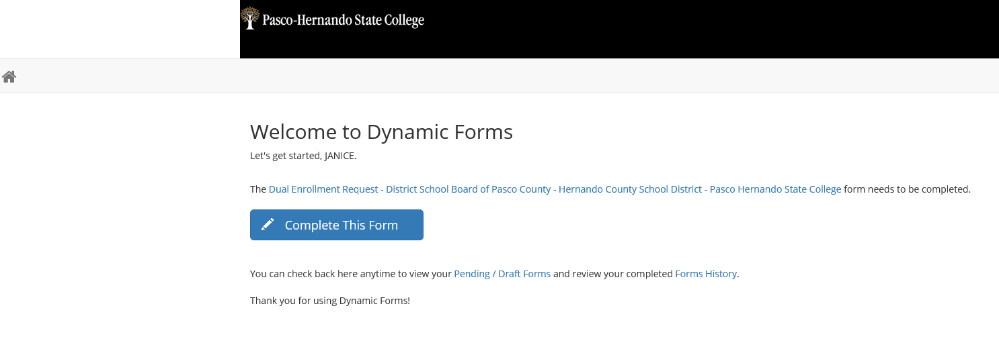 Pasco-Hernando State College
Welcome to Dynamic Forms
Let's get started, JANICE.
The Dual Enrollment Request - District School Board of Pasco County - Hernando County School District - Pasco Hernando State College form needs to be completed.
Complete This Form
You can check back here anytime to view your Pending / Draft Forms and review your completed Forms History.
Thank you for using Dynamic Forms!